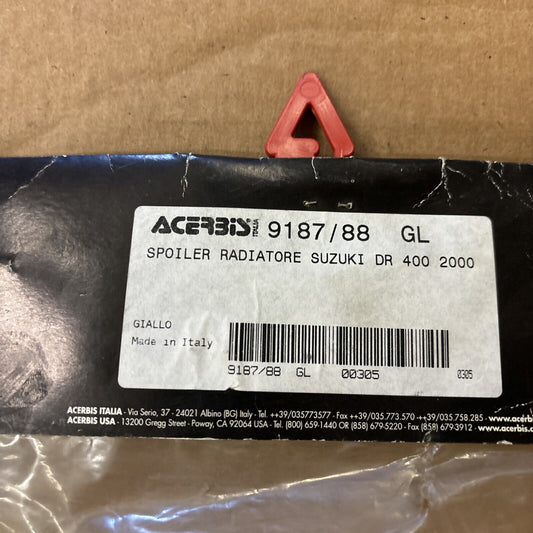 ACERBIS ITALIA 9187/88 GL
SPOILER RADIATORE SUZUKI DR 400 2000
GIALLO
Made in Italy
9187/88 GL 00305 0305
ACERBIS ITALIA - Via Serio, 37 - 24021 Albino (BG) Italy - Tel. ++39/035773577 - Fax ++39/035.773.570 -++39/035.758.285 - www.acerbis
ACERBIS USA - 13200 Gregg Street - Poway, CA 92064 USA - Tel. (800) 659-1440 OR (858) 679-5220 - Fax (858) 679-3912 - www.acerbis